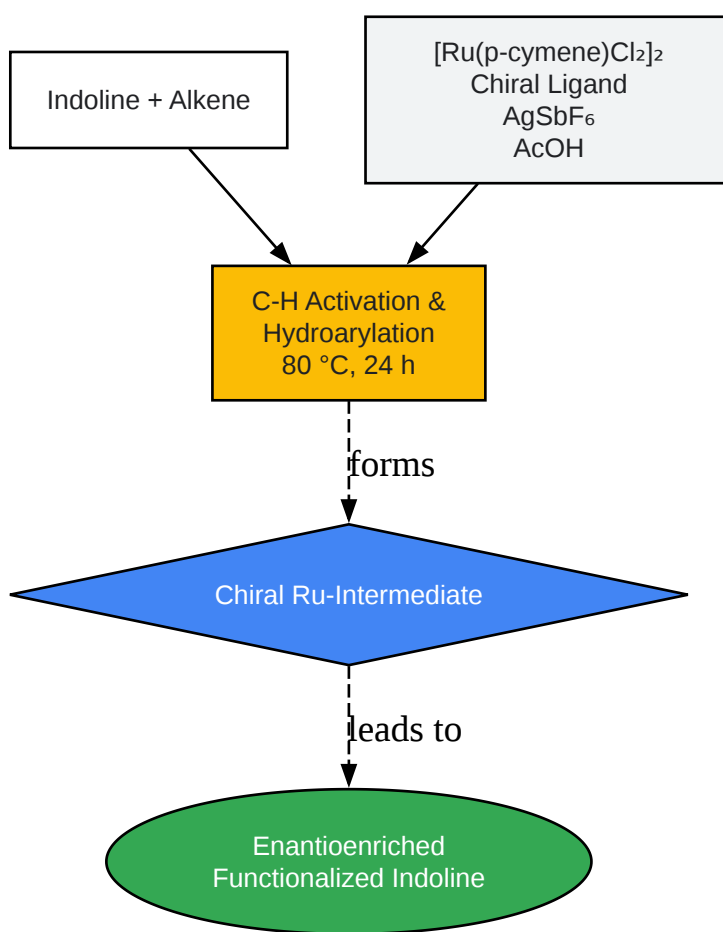 Indoline + Alkene
[Ru(p-cymene)Cl₂]₂
Chiral Ligand
AgSbF₆
AcOH
C-H Activation &
Hydroarylation
80 °C, 24 h
forms
Chiral Ru-Intermediate
leads to
Enantioenriched
Functionalized Indoline